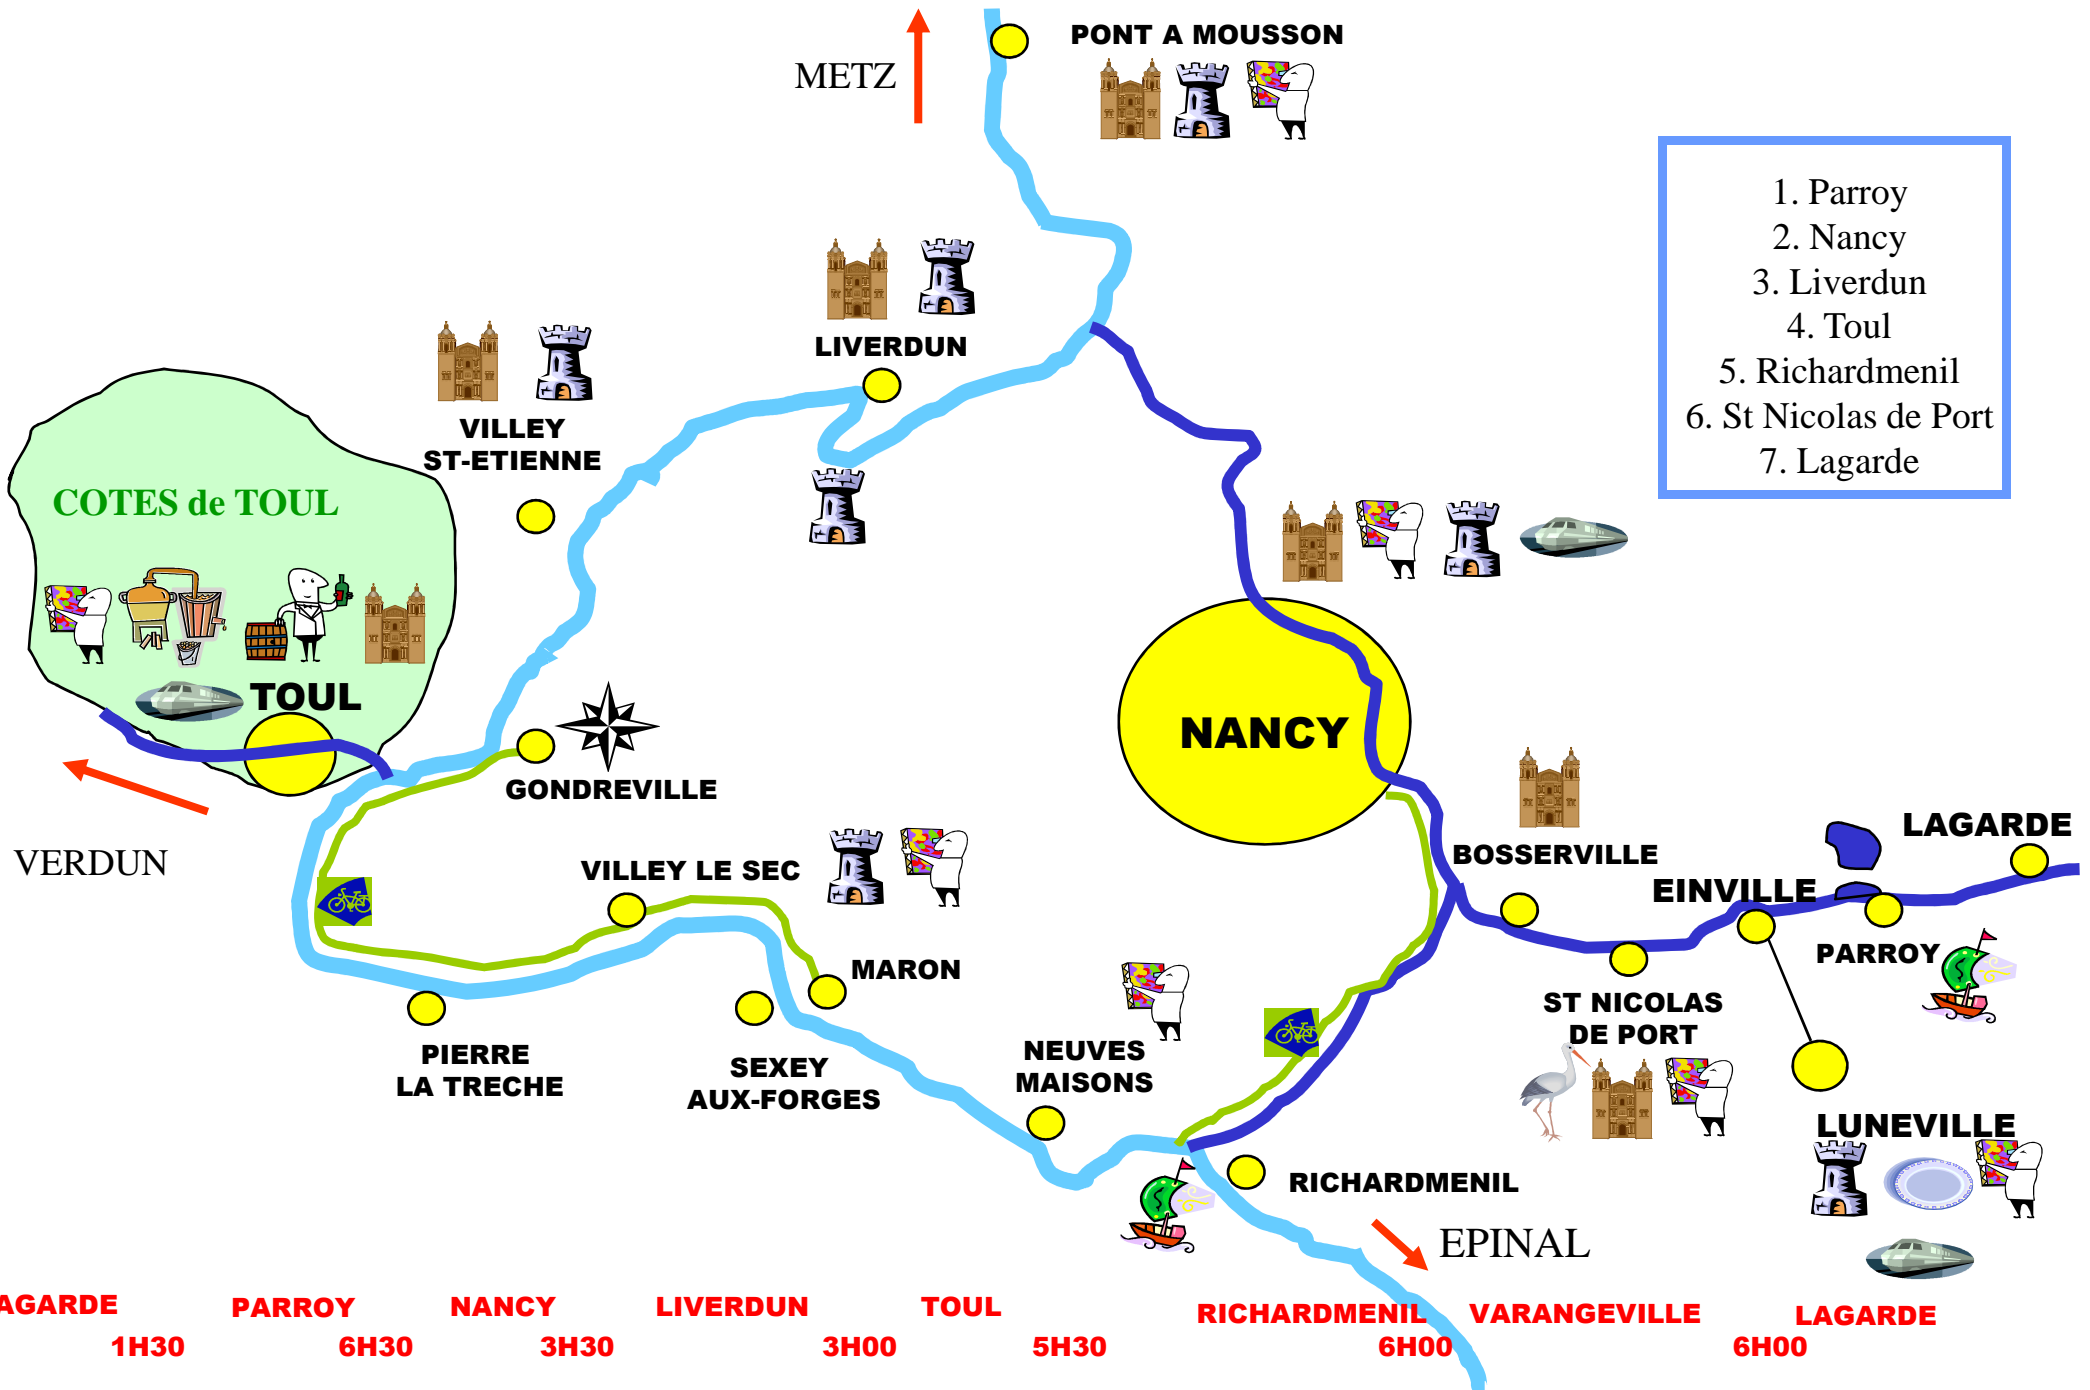 PONT A MOUSSON
METZ
1. Parroy
2. Nancy
3. Liverdun
4. Toul
5. Richardmenil
6. St Nicolas de Port
7. Lagarde
LIVERDUN
VILLEY
ST-ETIENNE
COTES de TOUL
TOUL
NANCY
GONDREVILLE
VERDUN
VILLEY LE SEC
BOSSERVILLE
LAGARDE
EINVILLE
PARROY
MARON
ST NICOLAS
DE PORT
PIERRE
LA TRECHE
SEXEY
AUX-FORGES
NEUVES
MAISONS
LUNEVILLE
RICHARDMENIL
EPINAL
AGARDE PARROY NANCY LIVERDUN TOUL RICHARDMENIL VARANGEVILLE LAGARDE
1H30 6H30 3H30 3H00 5H30 6H00 6H00